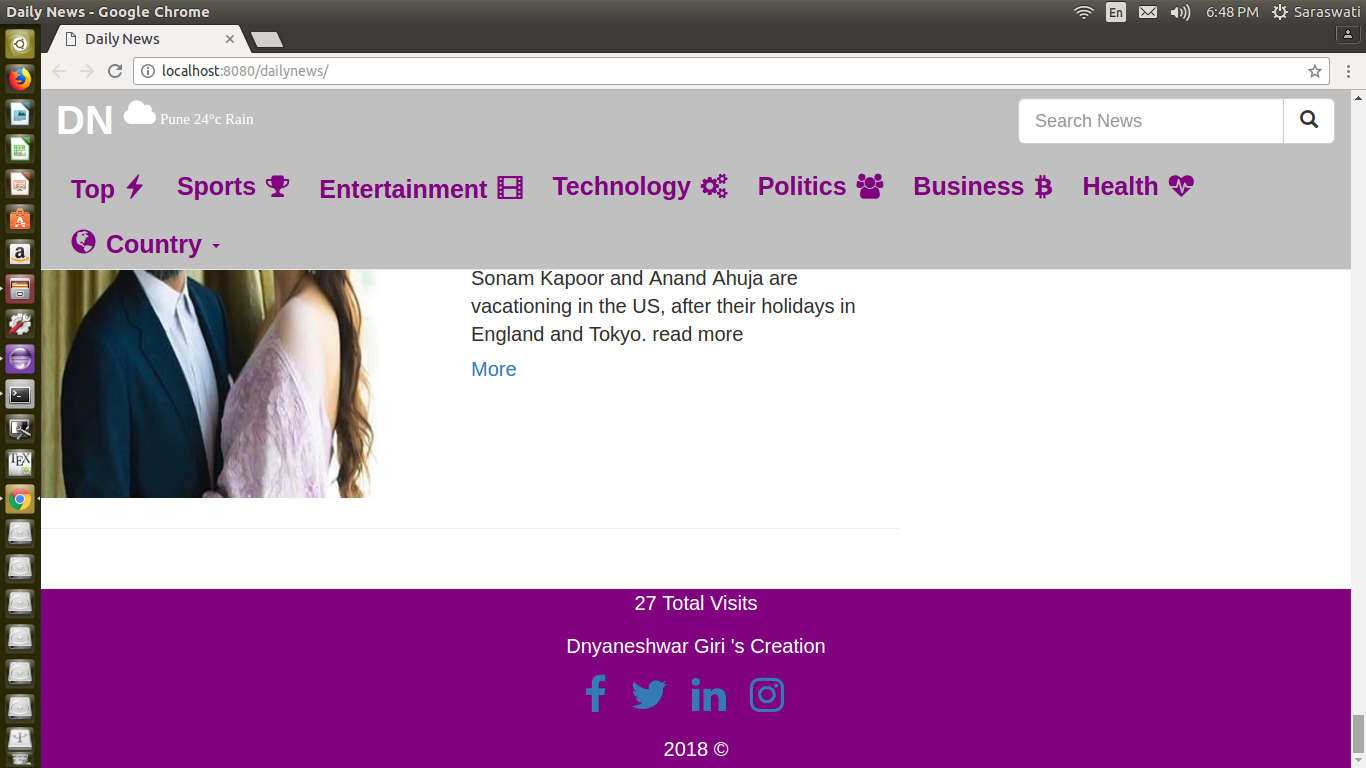 Daily News - Google Chrome
En
6:48 PM
Saraswati
Daily News
localhost:8080/dailynews/
DN
Pune 24°c Rain
Search News
Top
Sports
Entertainment
Technology
Politics
Business
Health
Country
Sonam Kapoor and Anand Ahuja are
vacationing in the US, after their holidays in
England and Tokyo. read more
More
27 Total Visits
Dnyaneshwar Giri 's Creation
2018 ©